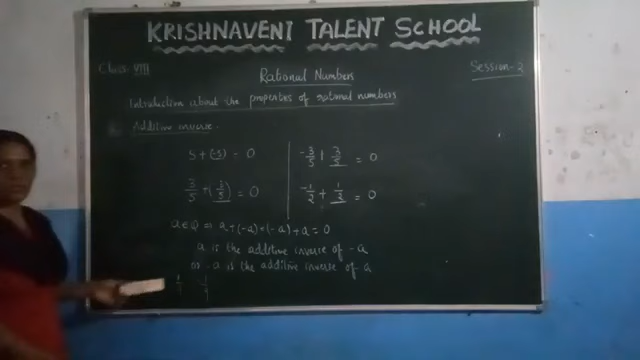 KRISHNAVENI TALENT SCHOOL
Class: VIII
Session-2
Rational Numbers
Introduction about the properties of rational numbers
Additive inverse-
5+(-5) = 0
-3/5 + 3/5 = 0
3/5 +(-3/5) = 0
-1/2 + 1/2 = 0
a∈Q ⇒ a+(-a)=(-a)+a=0
a is the additive inverse of -a
or -a is the additive inverse of a